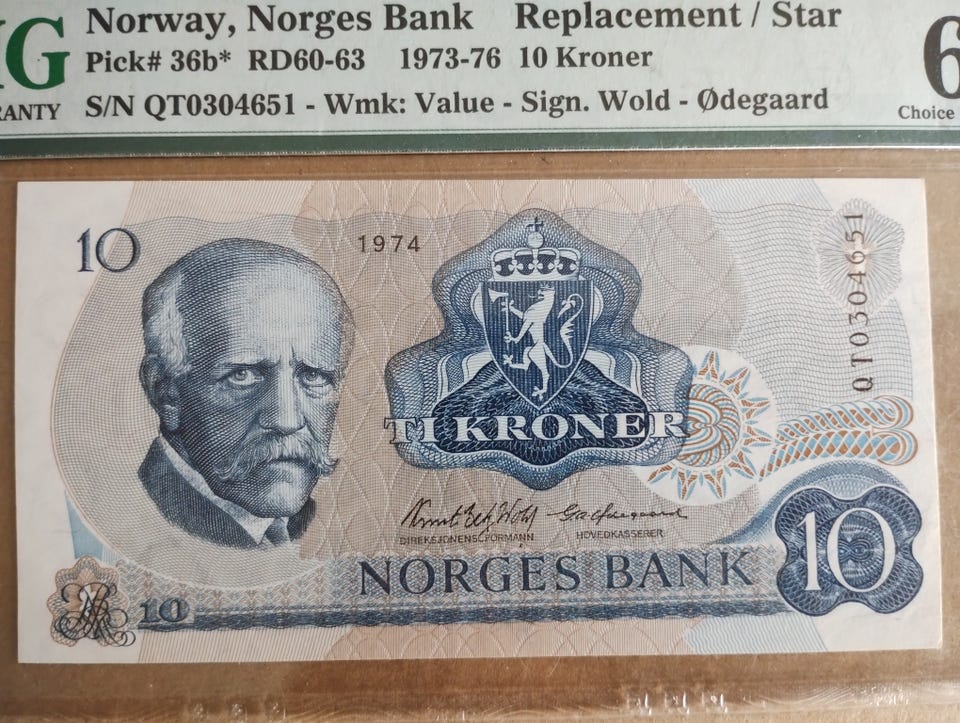 Norway, Norges Bank Replacement / Star
Pick# 36b* RD60-63 1973-76 10 Kroner
S/N QT0304651 - Wmk: Value - Sign. Wold - Ødegaard
Choice
10
1974
QT0304651
TI KRONER
DIREKSJONENS FORMANN HOVEDKASSERER
NORGES BANK
10
10